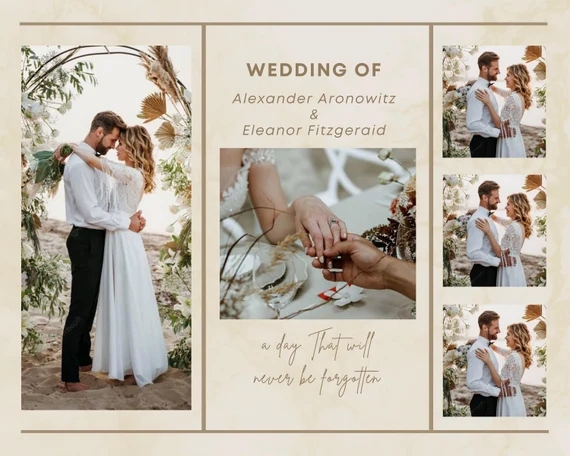 WEDDING OF
Alexander Aronowitz
&
Eleanor Fitzgeraid
a day That will
never be forgotten